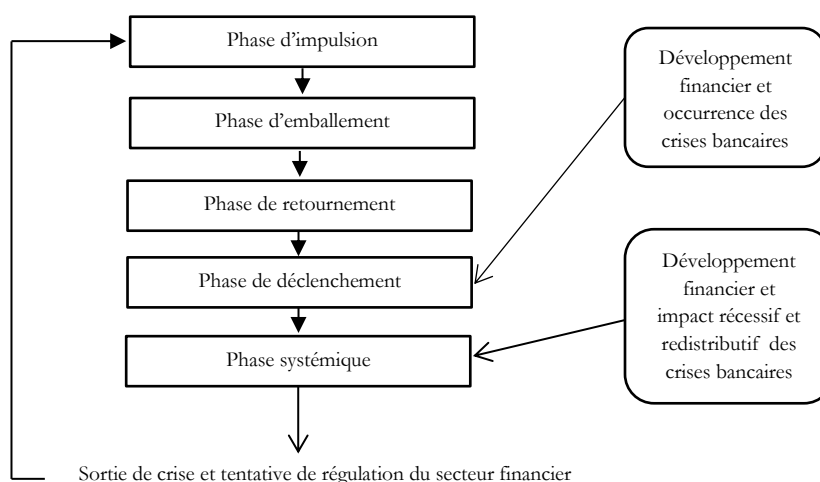 Phase d'impulsion
Phase d'emballement
Phase de retournement
Phase de déclenchement
Phase systémique
Sortie de crise et tentative de régulation du secteur financier
Développement
financier et
occurrence des
crises bancaires
Développement
financier et
impact récessif et
redistributif des
crises bancaires